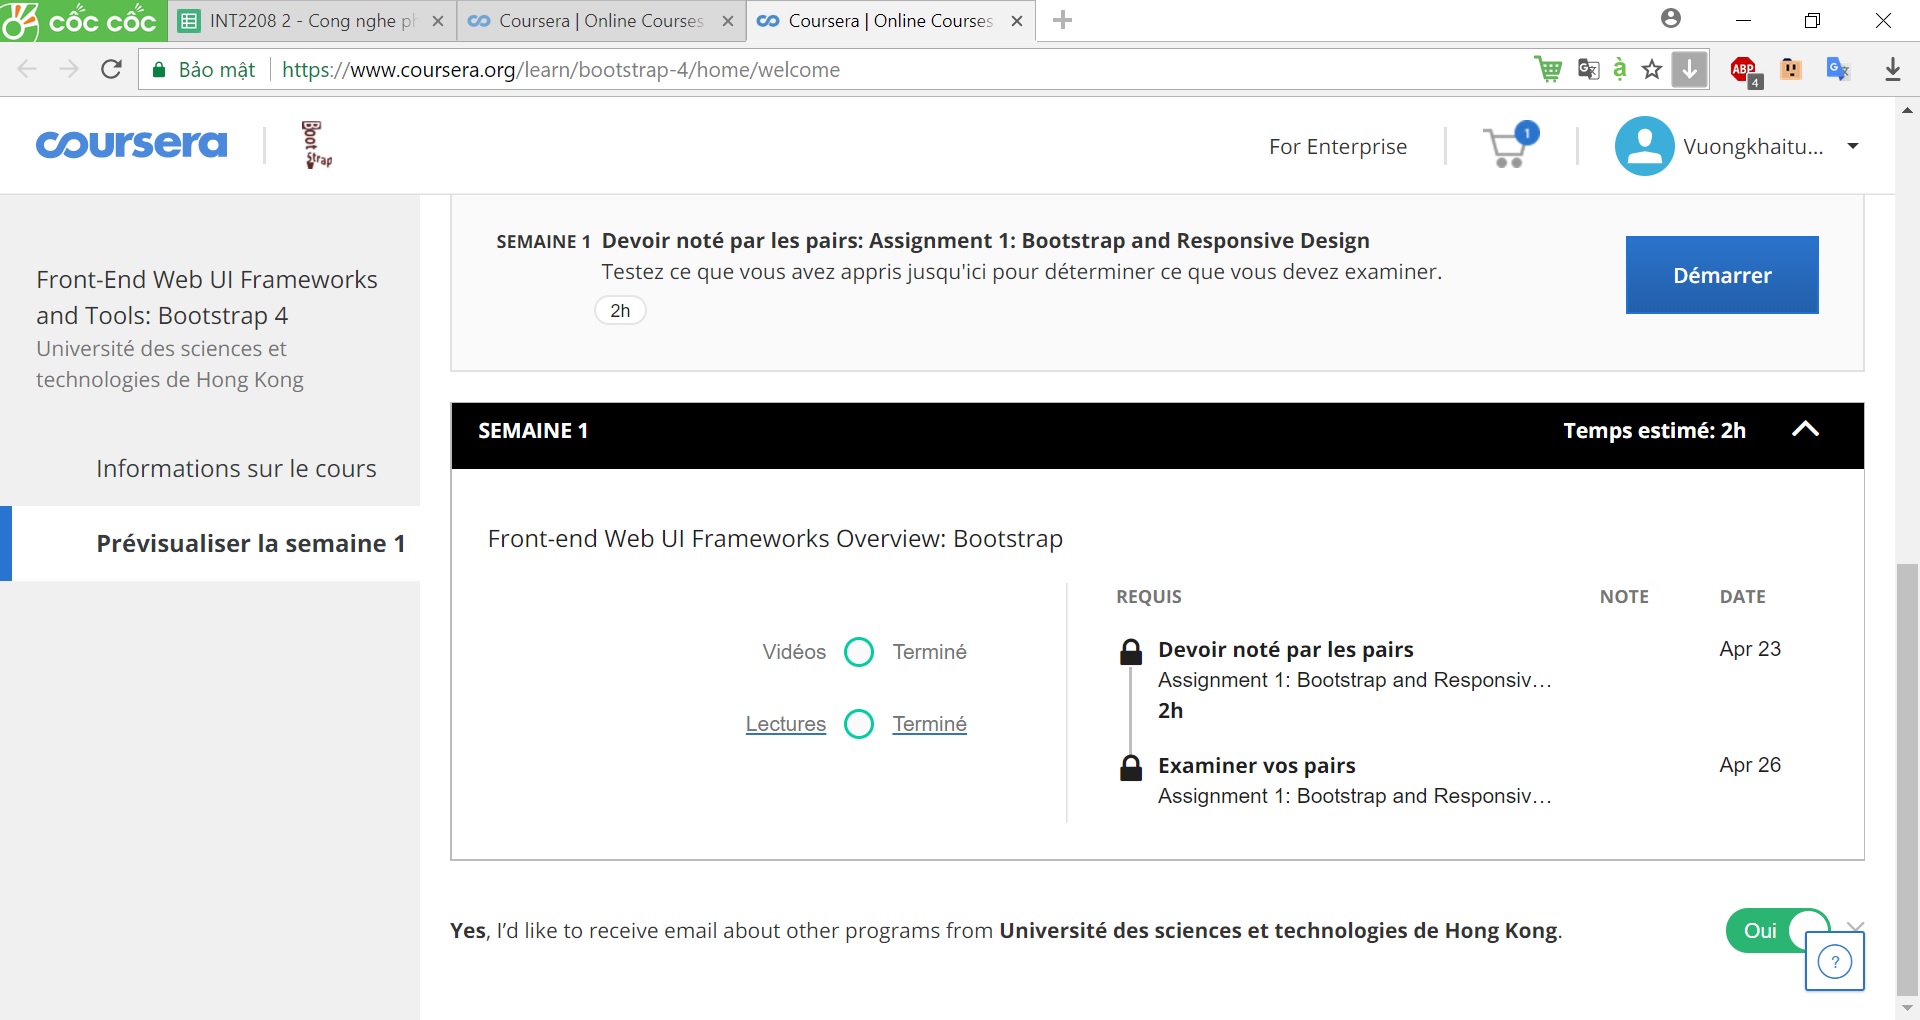 cốc cốc
INT2208 2 - Cong nghe ph
Coursera | Online Courses
Coursera | Online Courses
Bảo mật
https://www.coursera.org/learn/bootstrap-4/home/welcome
ABP
4
coursera
Boot Strap
For Enterprise
1
Vuongkhaitu...
SEMAINE 1 Devoir noté par les pairs: Assignment 1: Bootstrap and Responsive Design
Testez ce que vous avez appris jusqu'ici pour déterminer ce que vous devez examiner.
2h
Démarrer
Front-End Web UI Frameworks
and Tools: Bootstrap 4
Université des sciences et
technologies de Hong Kong
Informations sur le cours
Prévisualiser la semaine 1
SEMAINE 1
Temps estimé: 2h
Front-end Web UI Frameworks Overview: Bootstrap
Vidéos Terminé
Lectures Terminé
REQUIS NOTE DATE
Devoir noté par les pairs Apr 23
Assignment 1: Bootstrap and Responsiv...
2h
Examiner vos pairs Apr 26
Assignment 1: Bootstrap and Responsiv...
Yes, I'd like to receive email about other programs from Université des sciences et technologies de Hong Kong.
Oui
?